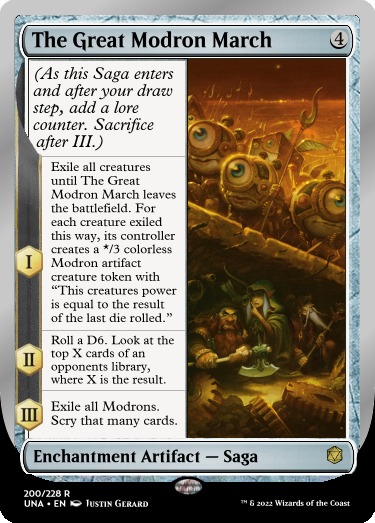 The Great Modron March 4
(As this Saga enters
and after your draw
step, add a lore
counter. Sacrifice
after III.)
I
Exile all creatures
until The Great
Modron March leaves
the battlefield. For
each creature exiled
this way, its controller
creates a */3 colorless
Modron artifact
creature token with
“This creatures power
is equal to the result
of the last die rolled.”
II
Roll a D6. Look at the
top X cards of an
opponents library,
where X is the result.
III
Exile all Modrons.
Scry that many cards.
Enchantment Artifact — Saga
200/228 R
UNA • EN Justin Gerard
™ & © 2022 Wizards of the Coast